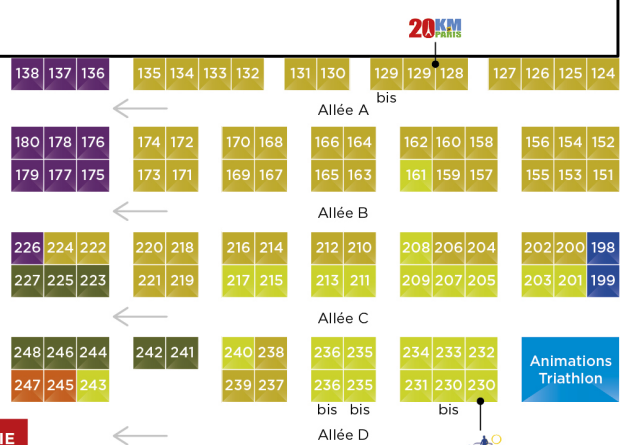 20KM
PARIS
138 137 136 135 134 133 132 131 130 129 129 128 127 126 125 124
bis
Allée A
180 178 176 174 172 170 168 166 164 162 160 158 156 154 152
179 177 175 173 171 169 167 165 163 161 159 157 155 153 151
Allée B
226 224 222 220 218 216 214 212 210 208 206 204 202 200 198
227 225 223 221 219 217 215 213 211 209 207 205 203 201 199
Allée C
248 246 244 242 241 240 238 236 235 234 233 232
247 245 243 239 237 236 235 231 230 230
bis bis bis
Animations
Triathlon
IE
Allée D